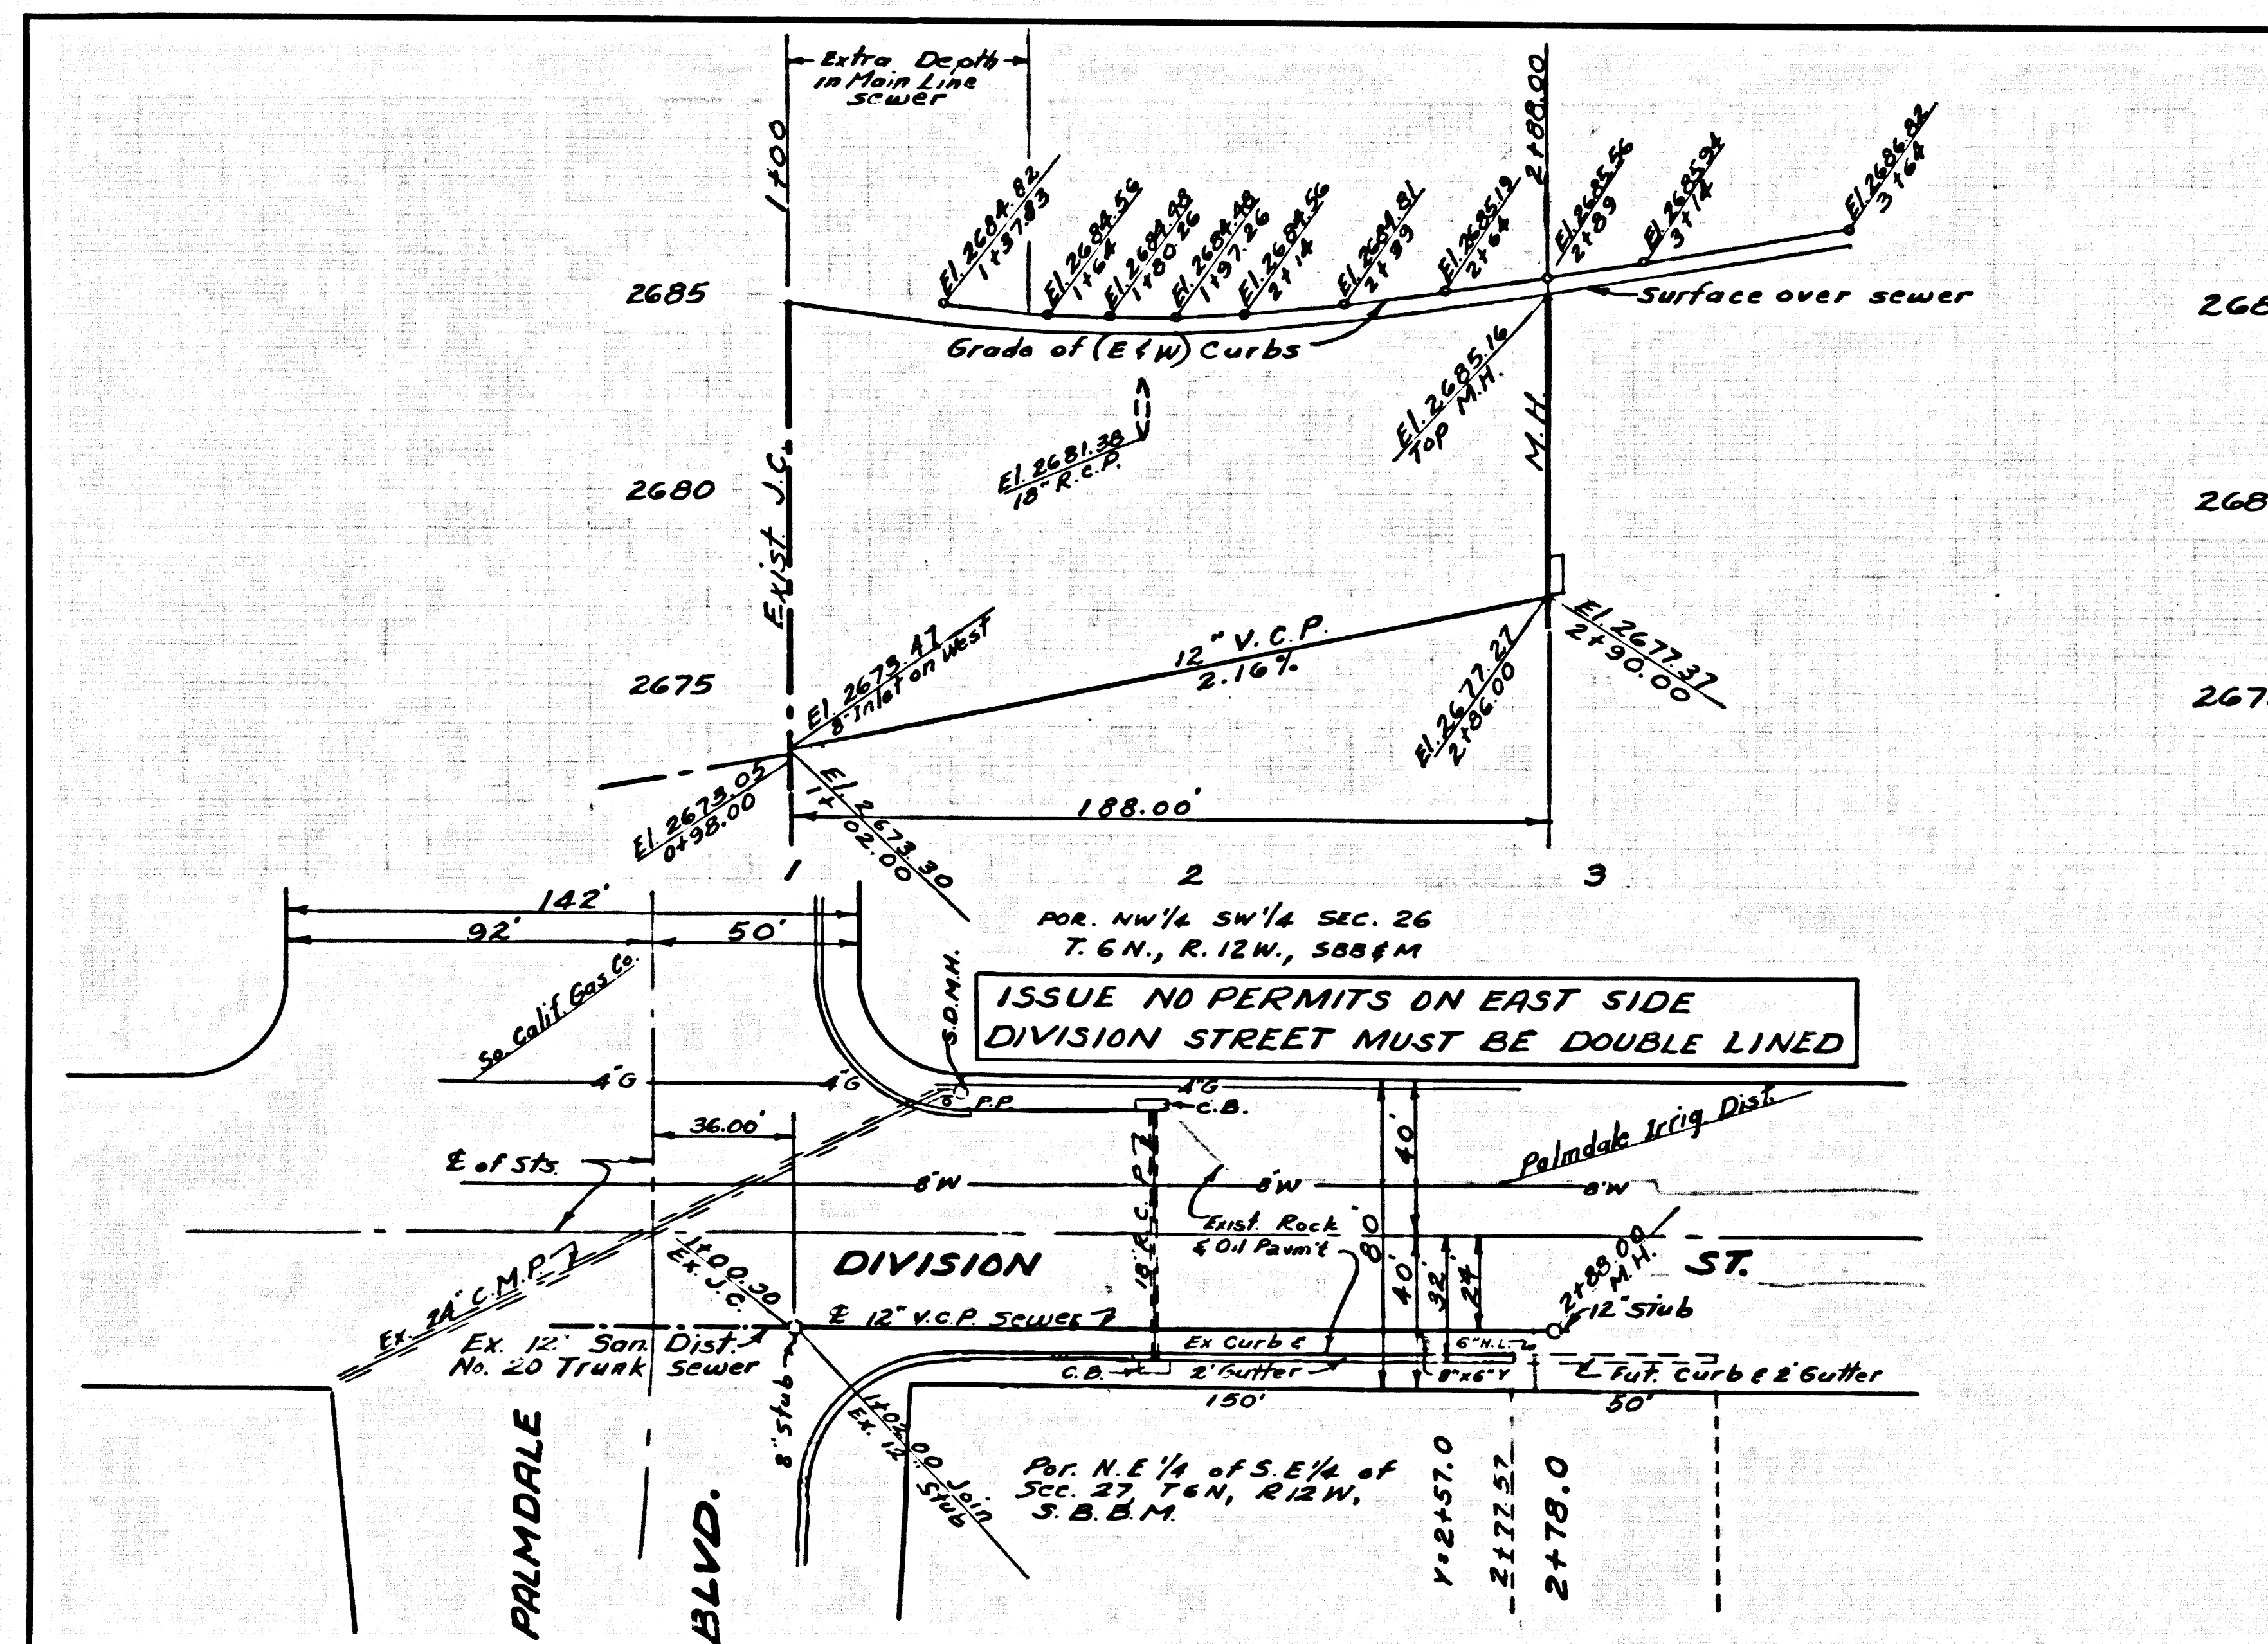 Extra Depth
in Main Line
sewer
1+00
2+88.00
El. 2684.82
1+37.83
El. 2684.56
1+64
El. 2684.48
1+80.26
El. 2684.48
1+97.26
El. 2684.56
2+14
El. 2684.81
2+39
El. 2685.19
2+64
El. 2685.56
2+89
El. 2685.94
3+14
El. 2686.82
3+64
2685
Surface over sewer
268
Grade of (E & W) Curbs
El. 2685.16
Top M.H.
El. 2681.38
18" R.C.P.
M.H.
Exist. J.C.
2680
268
El. 2673.47
8" Inlet on West
12" V.C.P.
2.16%
El. 2677.27
2+86.00
El. 2677.37
2+90.00
2675
267
El. 2673.05
0+98.00
El. 2673.30
1+02.00
188.00'
1
2
3
142'
92'
50'
POR. NW 1/4 SW 1/4 SEC. 26
T. 6 N., R. 12 W., SBB & M
So. Calif. Gas Co.
S.D.M.H.
ISSUE NO PERMITS ON EAST SIDE
DIVISION STREET MUST BE DOUBLE LINED
4"G
4"G
4"G
P.P.
C.B.
36.00'
40'
Palmdale Irrig. Dist.
℄ of Sts.
8"W
8"W
8"W
18" R.C.P.
Exist. Rock
& Oil Pavm't
80'
Ex. 24" C.M.P.
1+00.30
Ex. J.C.
DIVISION
ST.
40'
32'
24'
2+88.00
M.H.
12" Stub
℄ 12" V.C.P. Sewer
Ex. 12" San. Dist.
No. 20 Trunk Sewer
Ex Curb &
2' Gutter
6" H.L.
8"x6" Y
C.B.
Fut. Curb & 2' Gutter
150'
50'
8" Stub
1+02.00 Join
Ex. 12" Stub
PALMDALE
BLVD.
Por. N.E 1/4 of S.E 1/4 of
Sec. 27, T6N, R12W,
S.B.B.M.
Y=2+57.0
2+77.57
2+78.0